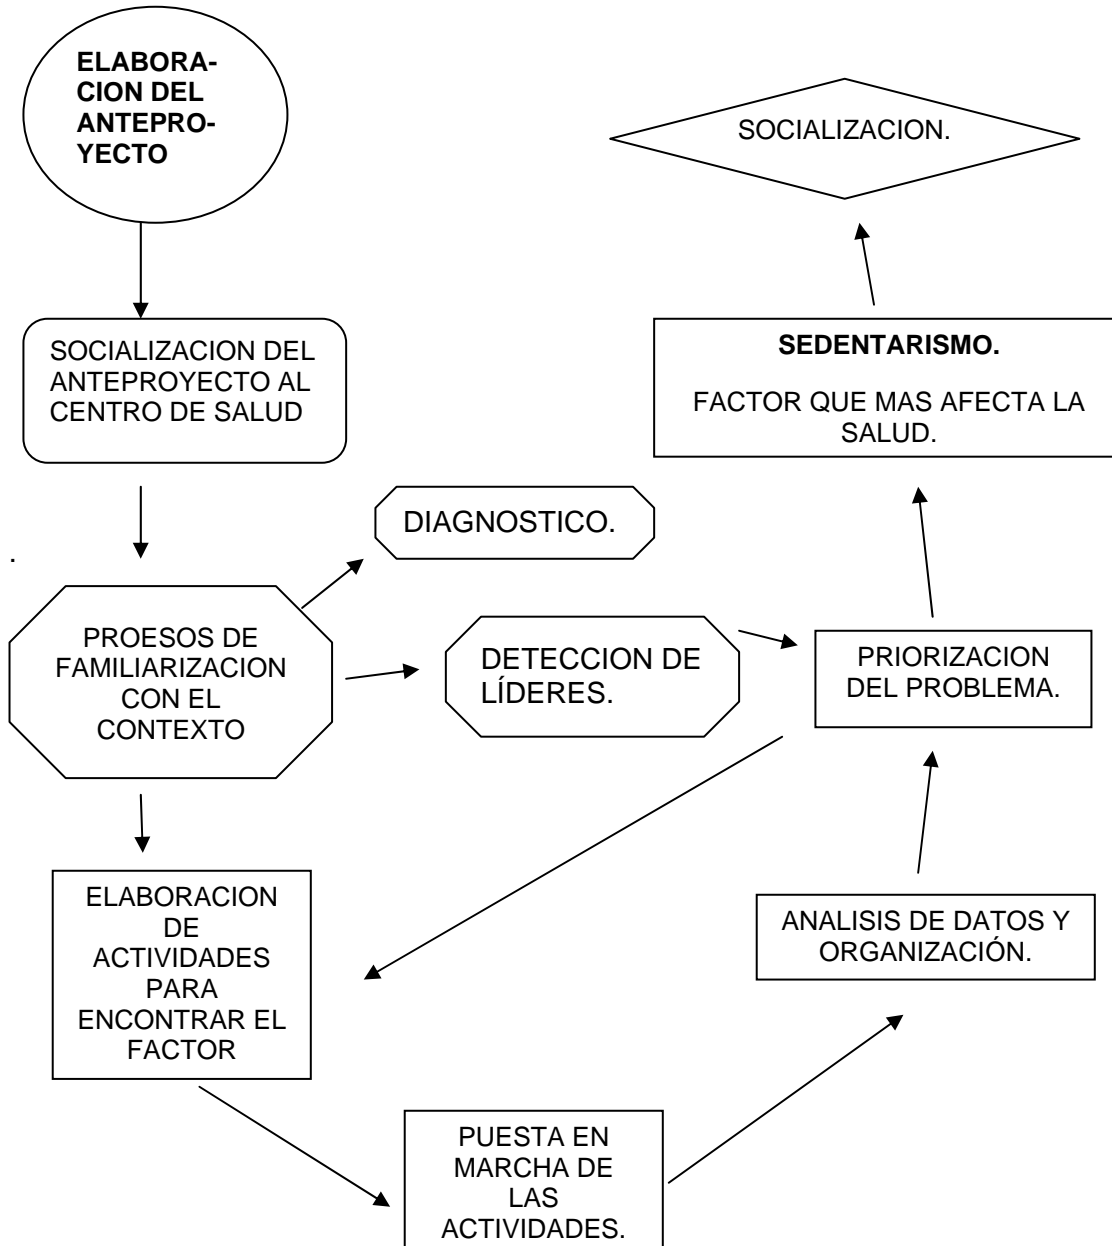 ELABORA-
CION DEL
ANTEPRO-
YECTO
SOCIALIZACION.
SOCIALIZACION DEL
ANTEPROYECTO AL
CENTRO DE SALUD
SEDENTARISMO.
FACTOR QUE MAS AFECTA LA
SALUD.
DIAGNOSTICO.
.
PROESOS DE
FAMILIARIZACION
CON EL
CONTEXTO
DETECCION DE
LÍDERES.
PRIORIZACION
DEL PROBLEMA.
ELABORACION
DE
ACTIVIDADES
PARA
ENCONTRAR EL
FACTOR
ANALISIS DE DATOS Y
ORGANIZACIÓN.
PUESTA EN
MARCHA DE
LAS
ACTIVIDADES.